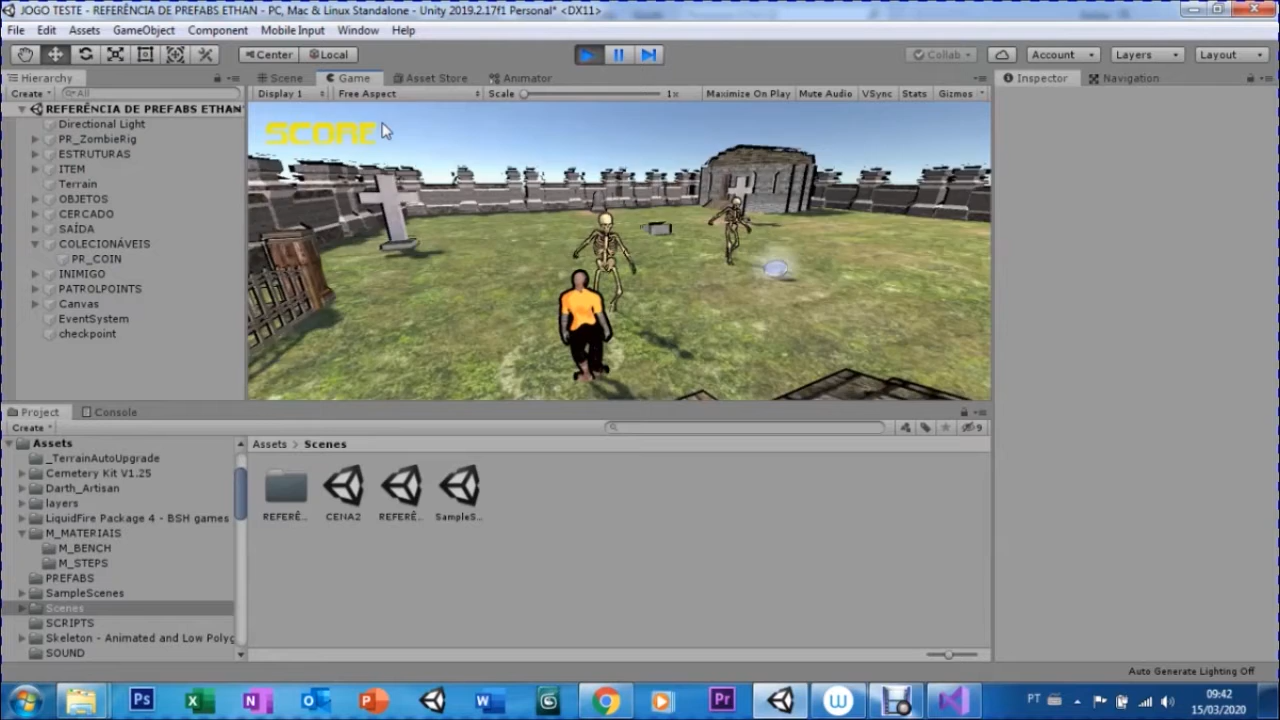 JOGO TESTE - REFERÊNCIA DE PREFABS ETHAN - PC, Mac & Linux Standalone - Unity 2019.2.17f1 Personal* <DX11>
File Edit Assets GameObject Component Mobile Input Window Help
Center Local Collab Account Layers Layout
Hierarchy Scene Game Asset Store Animator Inspector Navigation
Create All Display 1 Free Aspect Scale 1x Maximize On Play Mute Audio VSync Stats Gizmos
REFERÊNCIA DE PREFABS ETHAN*
Directional Light
PR_ZombieRig
ESTRUTURAS
ITEM
Terrain
OBJETOS
CERCADO
SAÍDA
COLECIONÁVEIS
PR_COIN
INIMIGO
PATROLPOINTS
Canvas
EventSystem
checkpoint
SCORE
Project Console
Create 9
Assets
_TerrainAutoUpgrade
Cemetery Kit V1.25
Darth_Artisan
layers
LiquidFire Package 4 - BSH games
M_MATERIAIS
M_BENCH
M_STEPS
PREFABS
SampleScenes
Scenes
SCRIPTS
Skeleton - Animated and Low Polyg
SOUND
Assets > Scenes
REFERÊ... CENA2 REFERÊ... SampleS...
Auto Generate Lighting Off
PT 09:42
15/03/2020